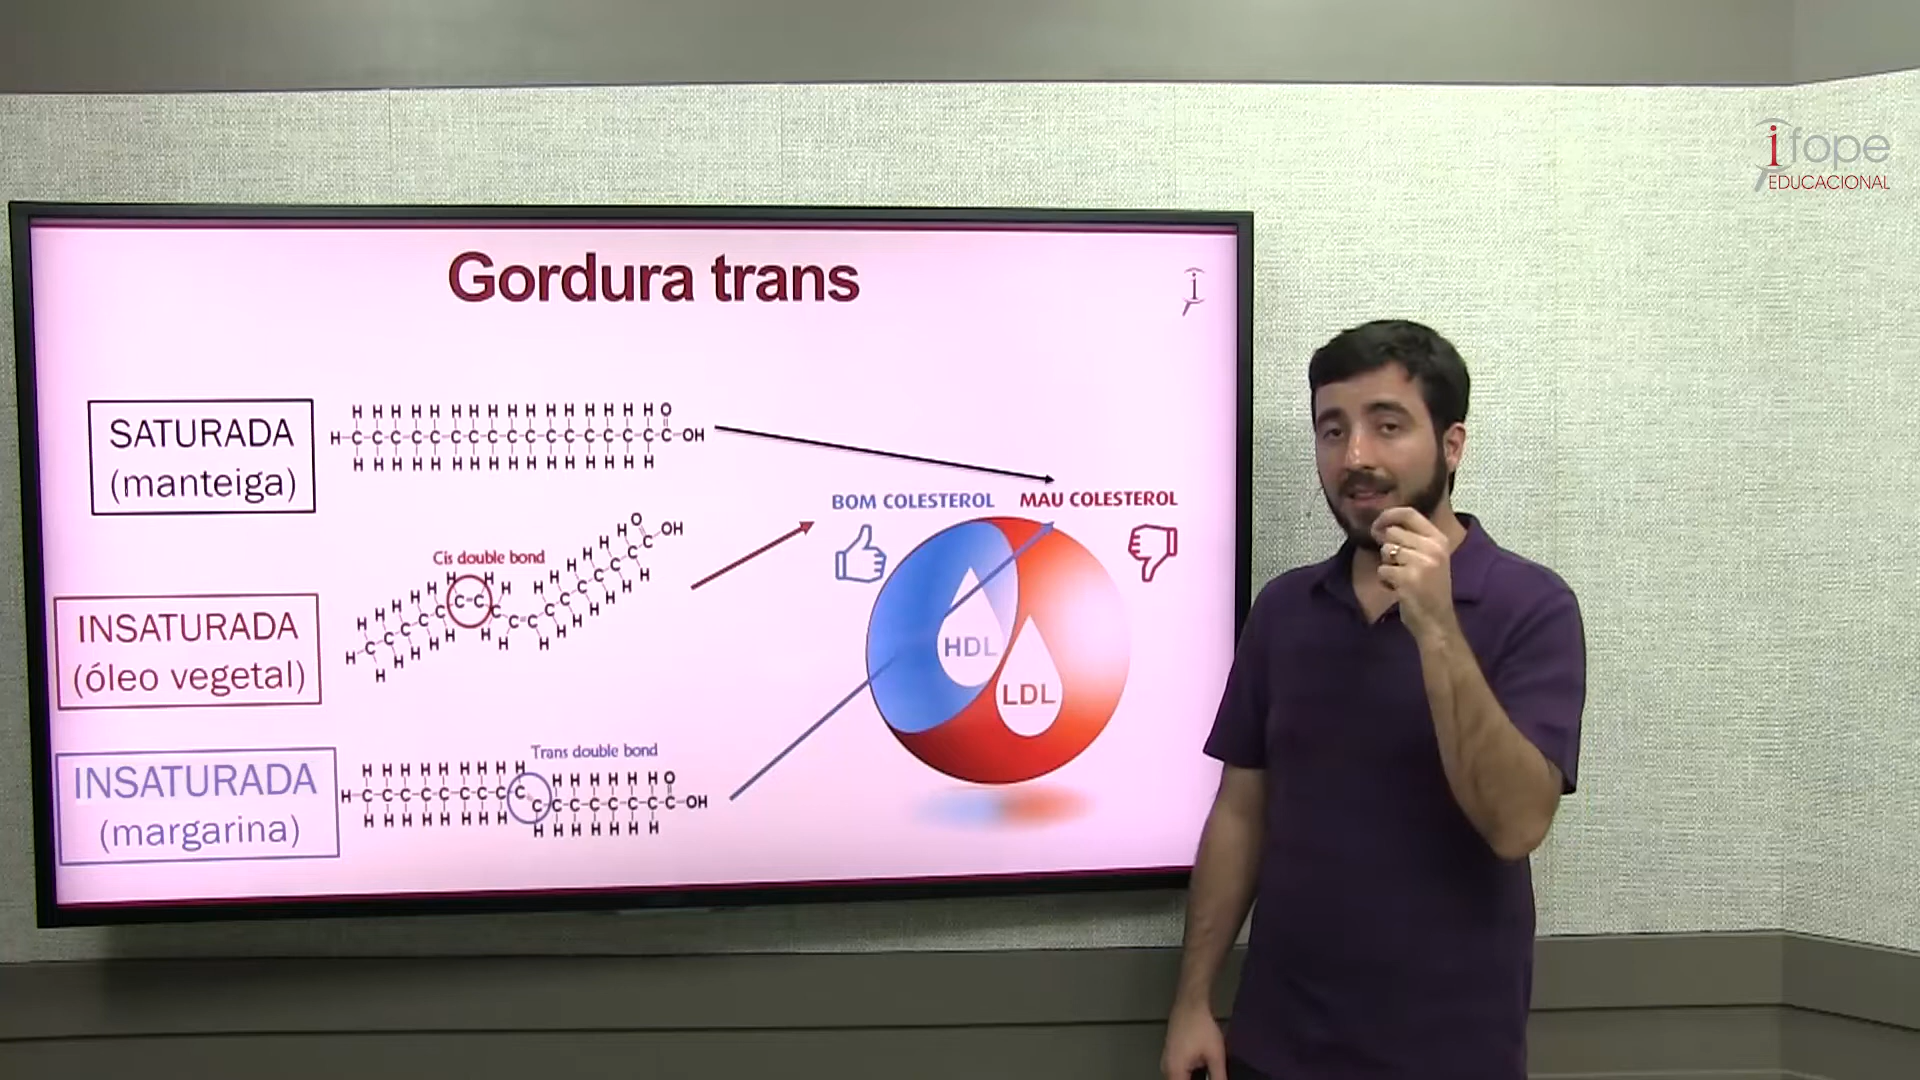 ifope
EDUCACIONAL
Gordura trans
i
SATURADA
(manteiga)
H H H H H H H H H H H H H H H H O
H-C-C-C-C-C-C-C-C-C-C-C-C-C-C-C-C-C-OH
H H H H H H H H H H H H H H H H
BOM COLESTEROL
MAU COLESTEROL
Cis double bond
INSATURADA
(óleo vegetal)
HDL
LDL
Trans double bond
INSATURADA
(margarina)